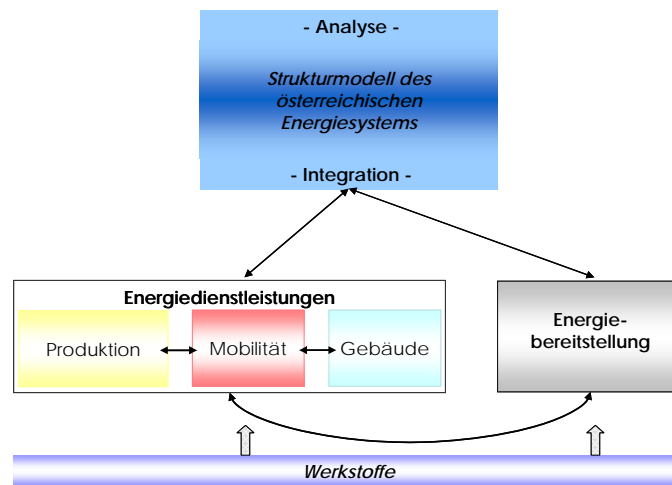 - Analyse -
Strukturmodell des
österreichischen
Energiesystems
- Integration -
Energiedienstleistungen
Produktion
Mobilität
Gebäude
Energie-
bereitstellung
Werkstoffe